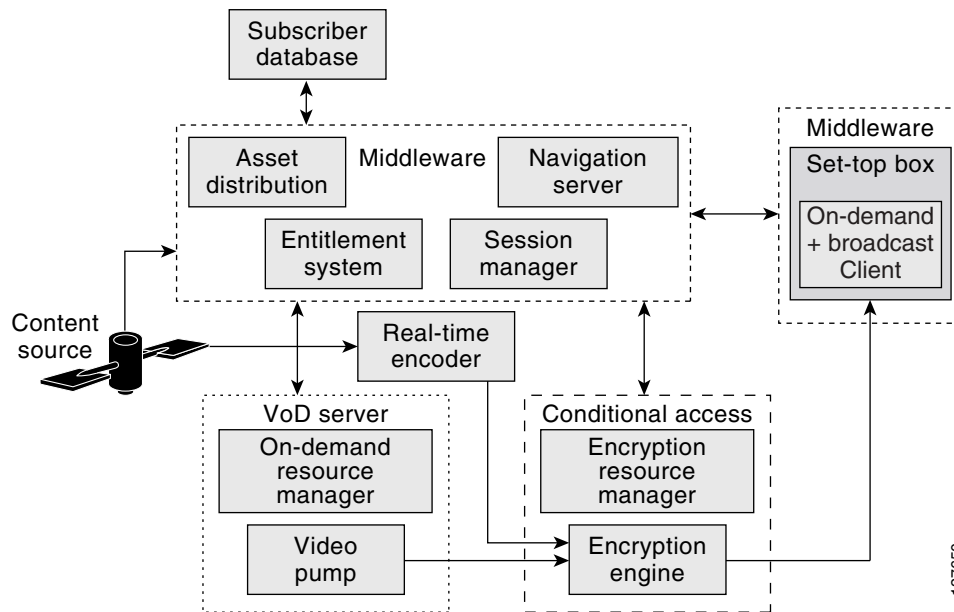 Subscriber
database
Middleware
Asset
distribution
Navigation
server
Entitlement
system
Session
manager
Middleware
Set-top box
On-demand
+ broadcast
Client
Content
source
Real-time
encoder
VoD server
On-demand
resource
manager
Video
pump
Conditional access
Encryption
resource
manager
Encryption
engine